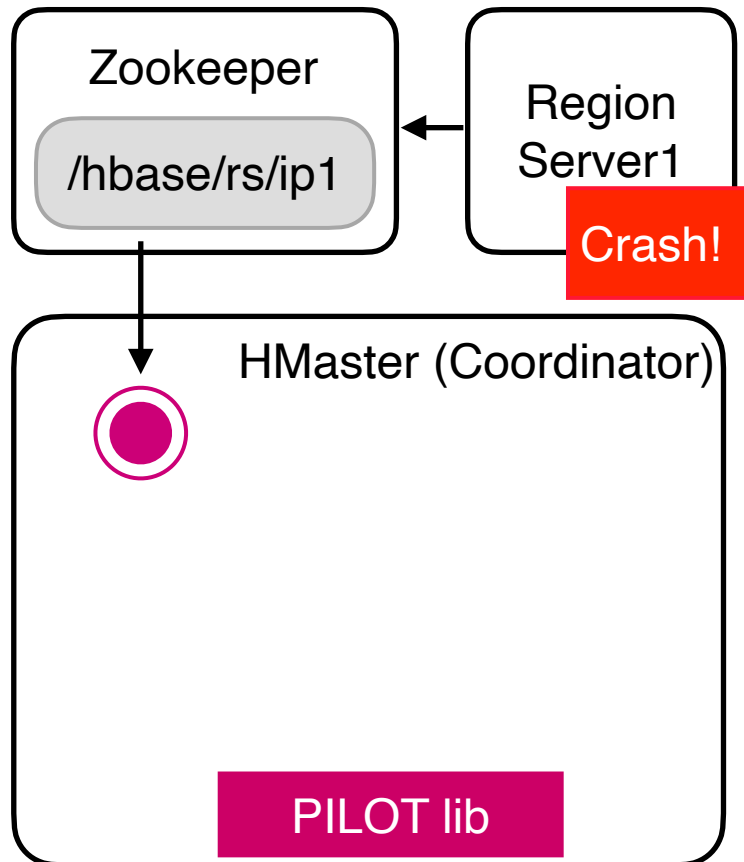 Zookeeper
/hbase/rs/ip1
Region
Server1
Crash!
HMaster (Coordinator)
PILOT lib